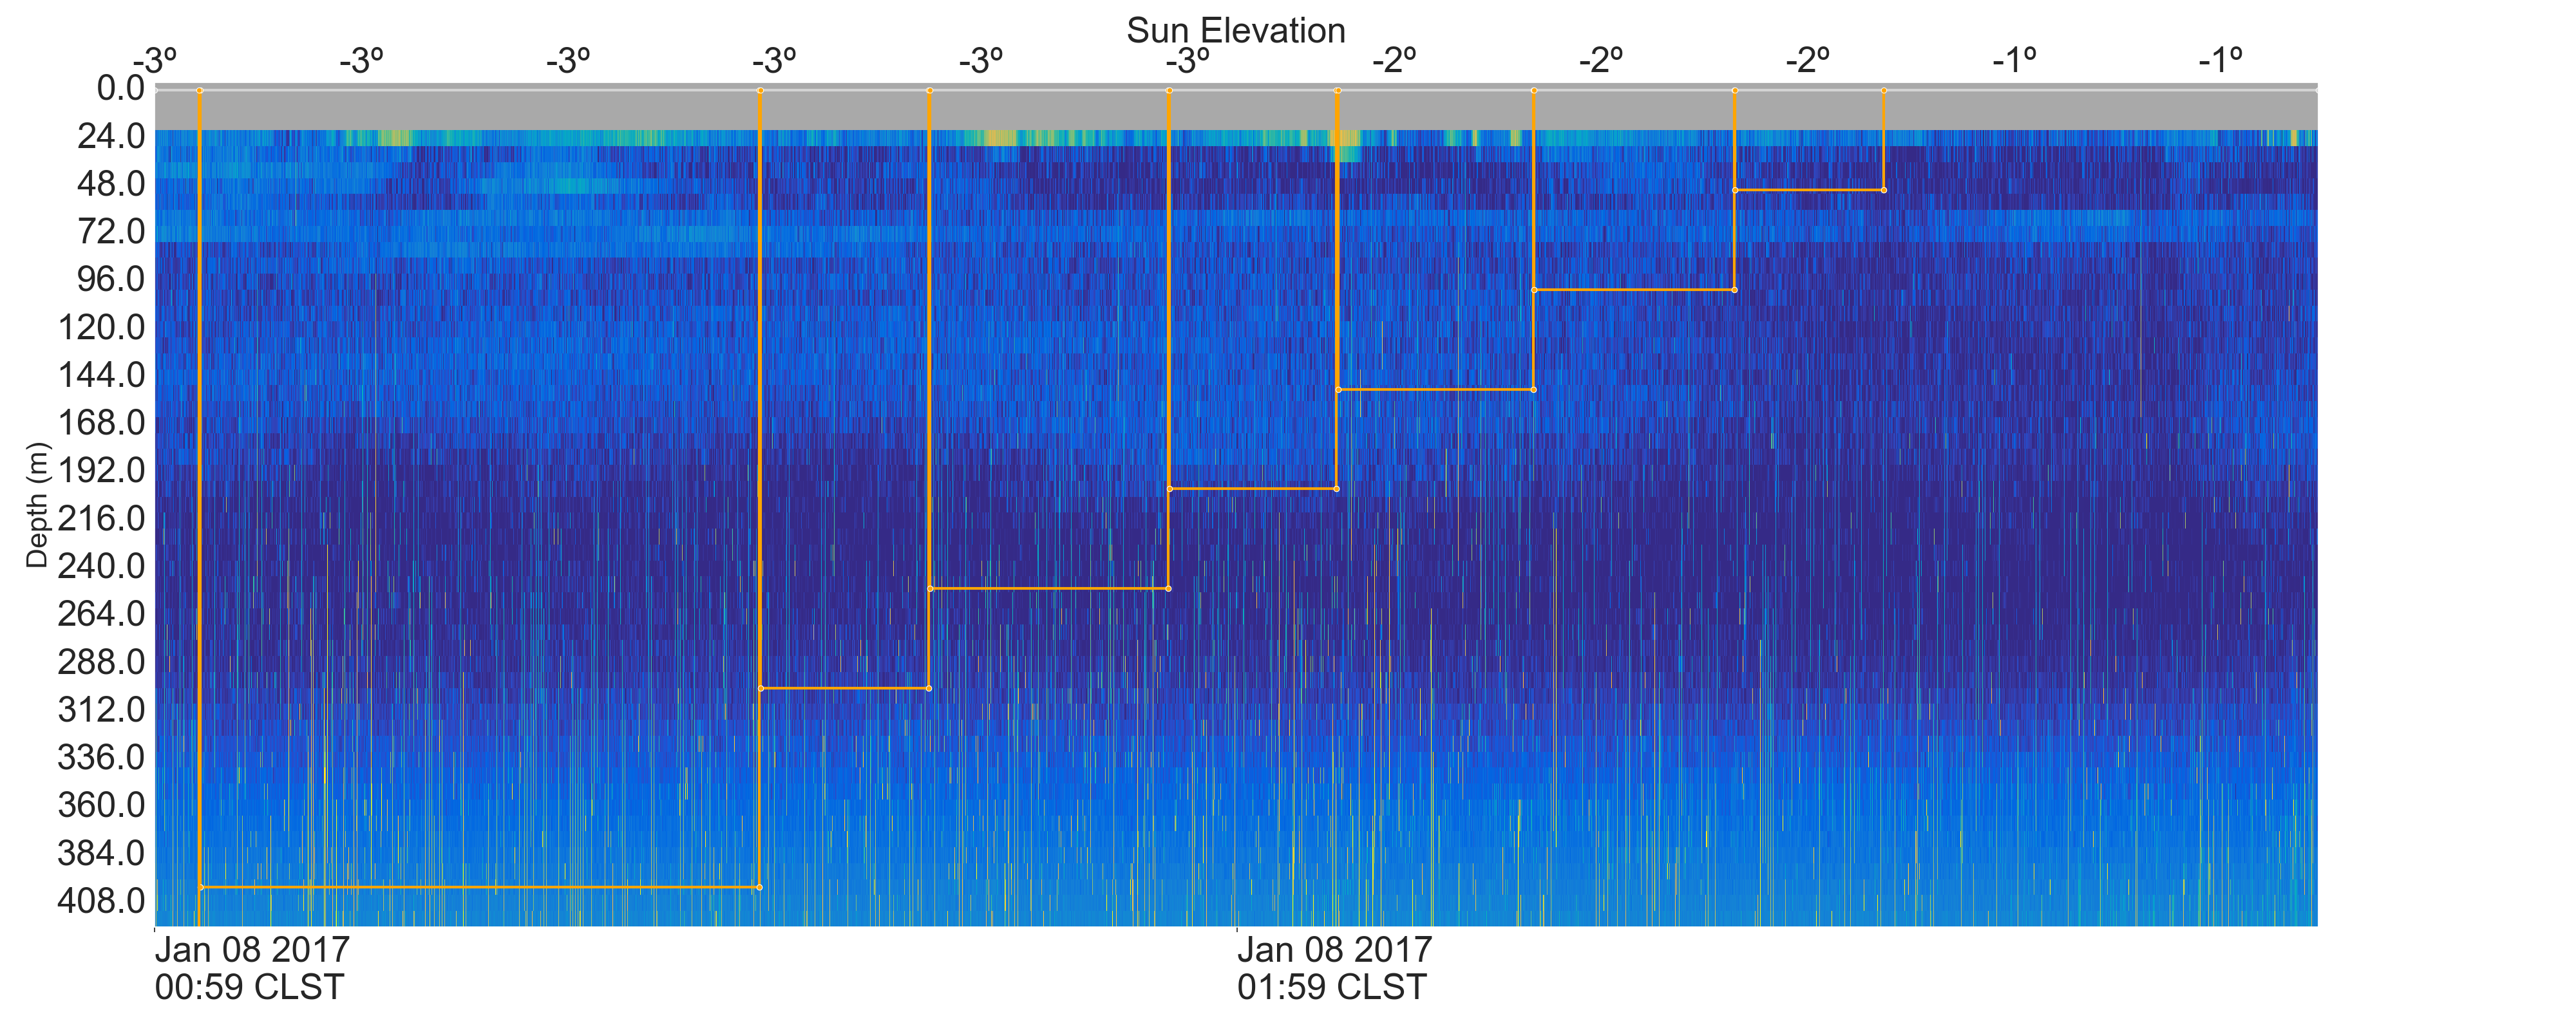 Sun Elevation
-3º -3º -3º -3º -3º -3º -2º -2º -2º -1º -1º
0.0
24.0
48.0
72.0
96.0
120.0
144.0
168.0
192.0
216.0
240.0
264.0
288.0
312.0
336.0
360.0
384.0
408.0
Depth (m)
Jan 08 2017
00:59 CLST
Jan 08 2017
01:59 CLST